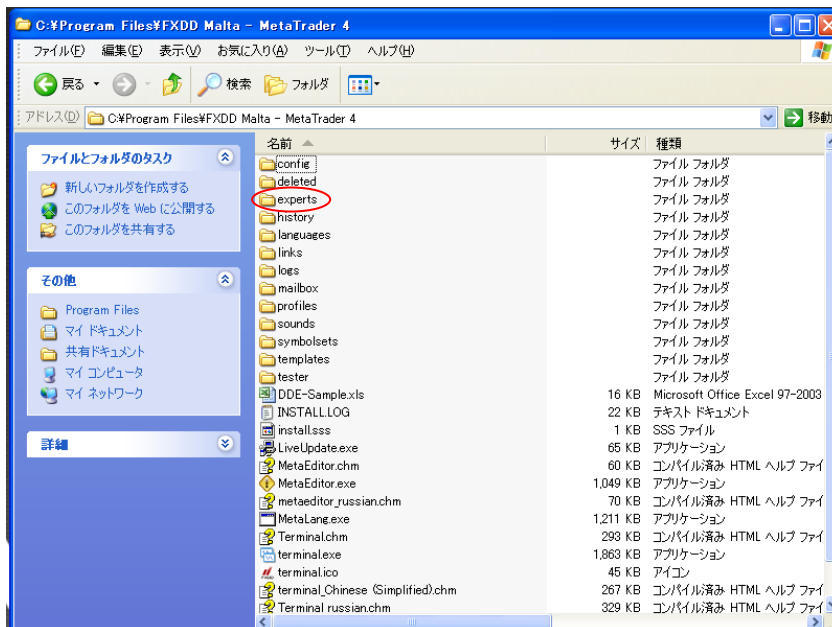 C:¥Program Files¥FXDD Malta - MetaTrader 4
ファイル(F) 編集(E) 表示(V) お気に入り(A) ツール(T) ヘルプ(H)
戻る 検索 フォルダ
アドレス(D) C:¥Program Files¥FXDD Malta - MetaTrader 4 移動
ファイルとフォルダのタスク
新しいフォルダを作成する
このフォルダを Web に公開する
このフォルダを共有する
その他
Program Files
マイ ドキュメント
共有ドキュメント
マイ コンピュータ
マイ ネットワーク
詳細
名前 サイズ 種類
config ファイル フォルダ
deleted ファイル フォルダ
experts ファイル フォルダ
history ファイル フォルダ
languages ファイル フォルダ
links ファイル フォルダ
logs ファイル フォルダ
mailbox ファイル フォルダ
profiles ファイル フォルダ
sounds ファイル フォルダ
symbolsets ファイル フォルダ
templates ファイル フォルダ
tester ファイル フォルダ
DDE-Sample.xls 16 KB Microsoft Office Excel 97-2003
INSTALL.LOG 22 KB テキスト ドキュメント
install.sss 1 KB SSS ファイル
LiveUpdate.exe 65 KB アプリケーション
MetaEditor.chm 60 KB コンパイル済み HTML ヘルプ ファイ
MetaEditor.exe 1,049 KB アプリケーション
metaeditor_russian.chm 70 KB コンパイル済み HTML ヘルプ ファイ
MetaLang.exe 1,211 KB アプリケーション
Terminal.chm 293 KB コンパイル済み HTML ヘルプ ファイ
terminal.exe 1,863 KB アプリケーション
terminal.ico 45 KB アイコン
terminal_Chinese (Simplified).chm 267 KB コンパイル済み HTML ヘルプ ファイ
Terminal russian.chm 329 KB コンパイル済み HTML ヘルプ ファイ